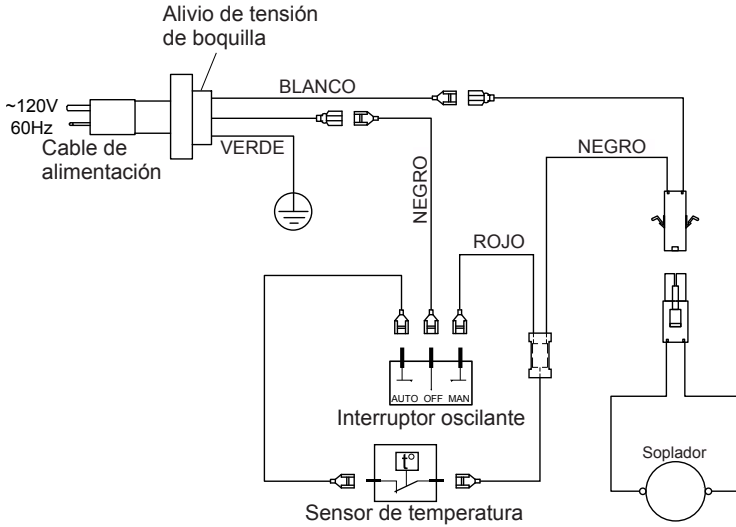 Alivio de tensión
de boquilla
BLANCO
~120V
60Hz
Cable de
alimentación
VERDE
NEGRO
NEGRO
ROJO
AUTO OFF MAN
Interruptor oscilante
t°
Soplador
Sensor de temperatura